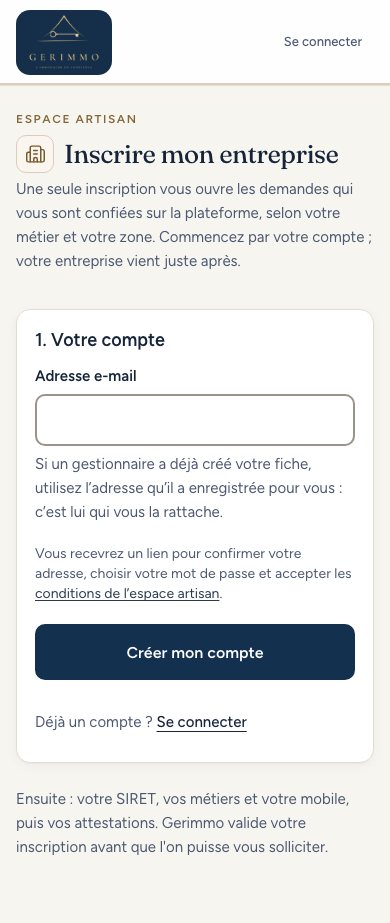 GERIMMO
Se connecter
ESPACE ARTISAN
Inscrire mon entreprise
Une seule inscription vous ouvre les demandes qui
vous sont confiées sur la plateforme, selon votre
métier et votre zone. Commencez par votre compte ;
votre entreprise vient juste après.
1. Votre compte
Adresse e-mail
Si un gestionnaire a déjà créé votre fiche,
utilisez l’adresse qu’il a enregistrée pour vous :
c’est lui qui vous la rattache.
Vous recevrez un lien pour confirmer votre
adresse, choisir votre mot de passe et accepter les
conditions de l’espace artisan.
Créer mon compte
Déjà un compte ? Se connecter
Ensuite : votre SIRET, vos métiers et votre mobile,
puis vos attestations. Gerimmo valide votre
inscription avant que l'on puisse vous solliciter.